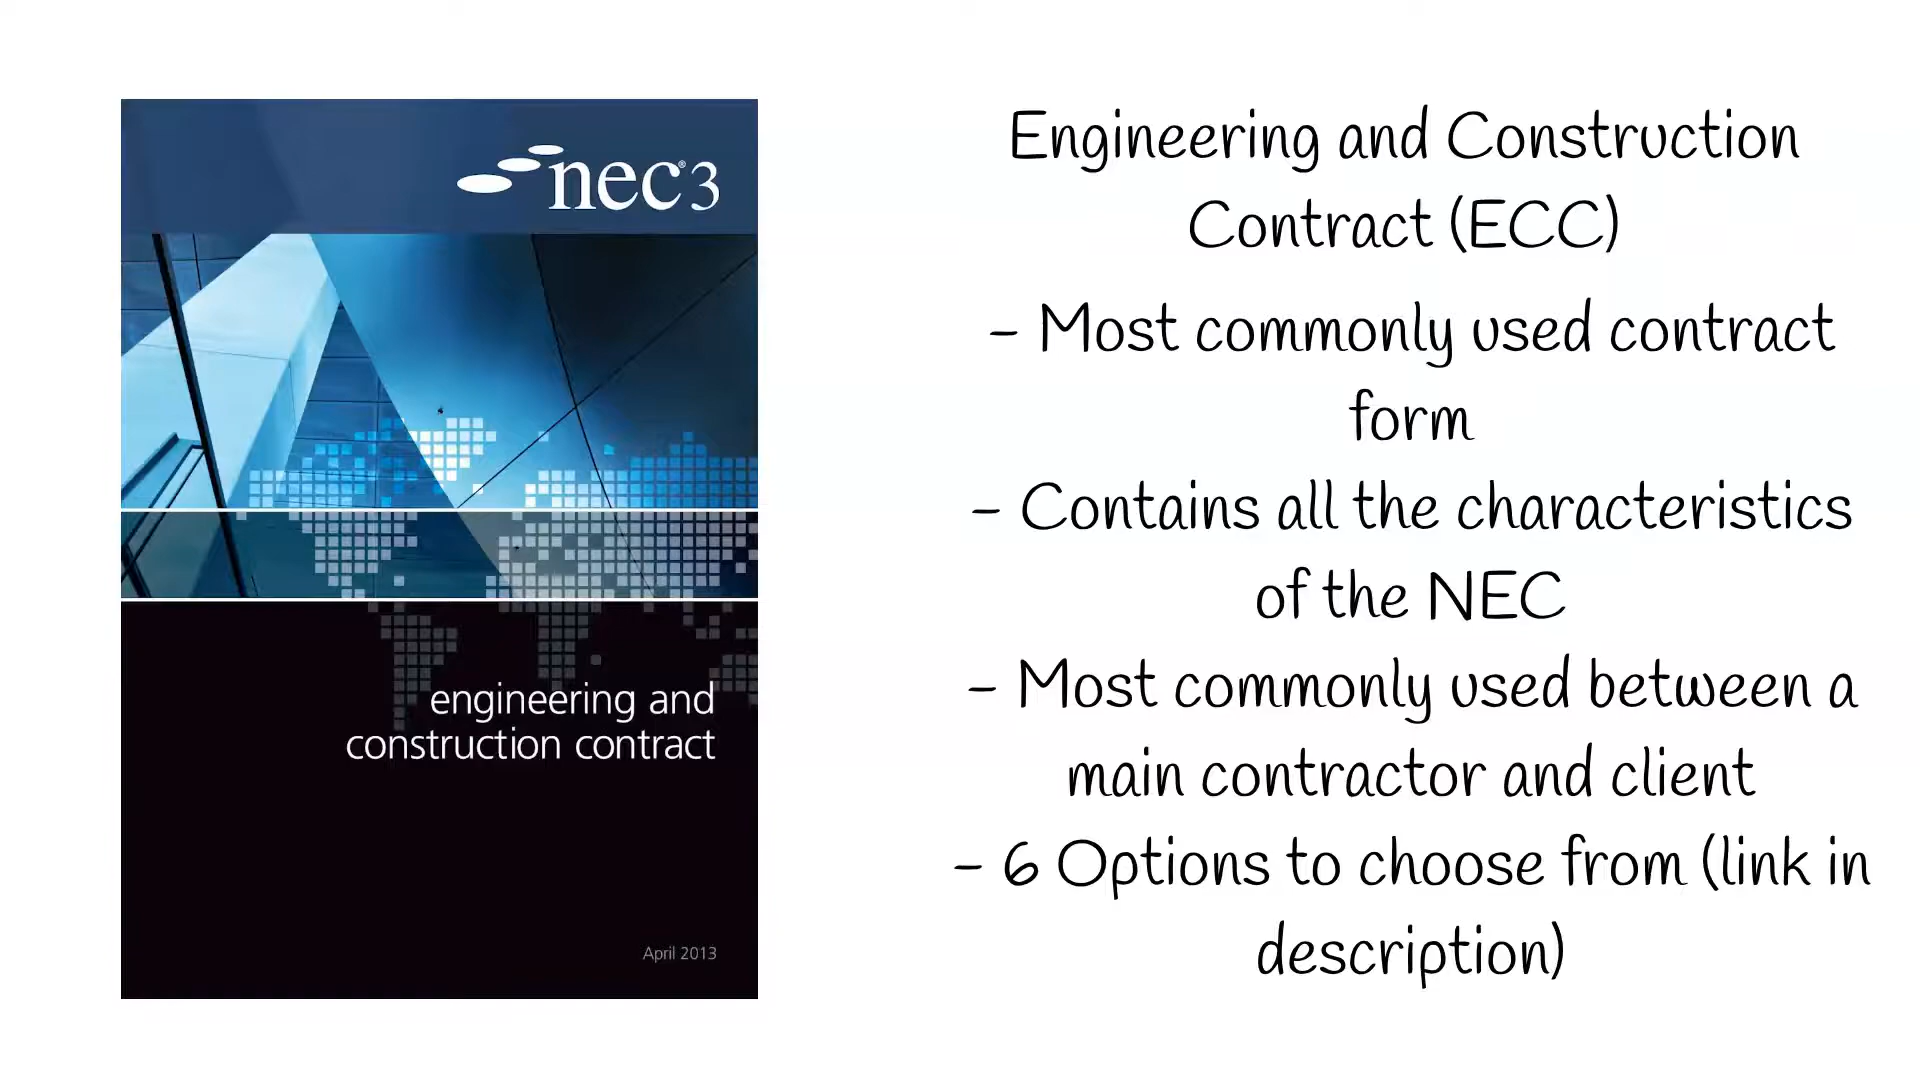 nec®3
engineering and
construction contract
April 2013
Engineering and Construction
Contract (ECC)
- Most commonly used contract
form
- Contains all the characteristics
of the NEC
- Most commonly used between a
main contractor and client
- 6 Options to choose from (link in
description)